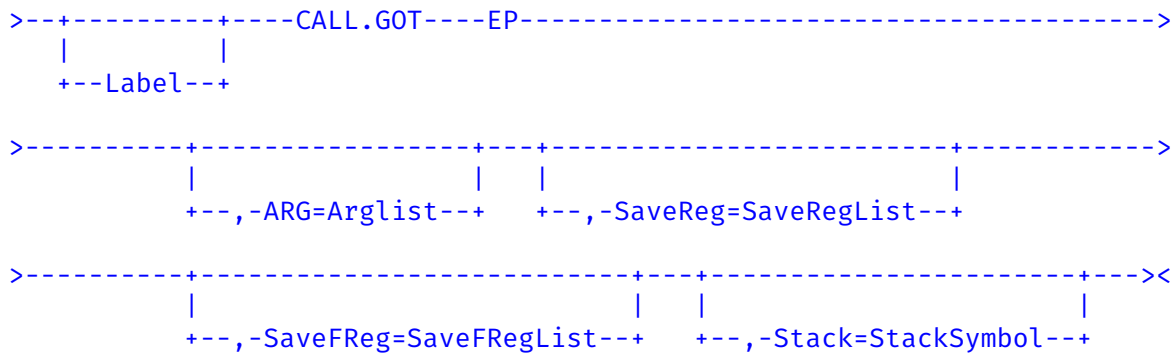 >--+---------+----CALL.GOT----EP---------------------------------------->
   |         |
   +--Label--+
>----------+-----------------+---+--------------------------+------------>
           |                 |   |                          |
           +--,-ARG=Arglist--+   +--,-SaveReg=SaveRegList--+
>----------+---------------------------+---+-----------------------+---><
           |                           |   |                       |
           +--,-SaveFReg=SaveFRegList--+   +--,-Stack=StackSymbol--+